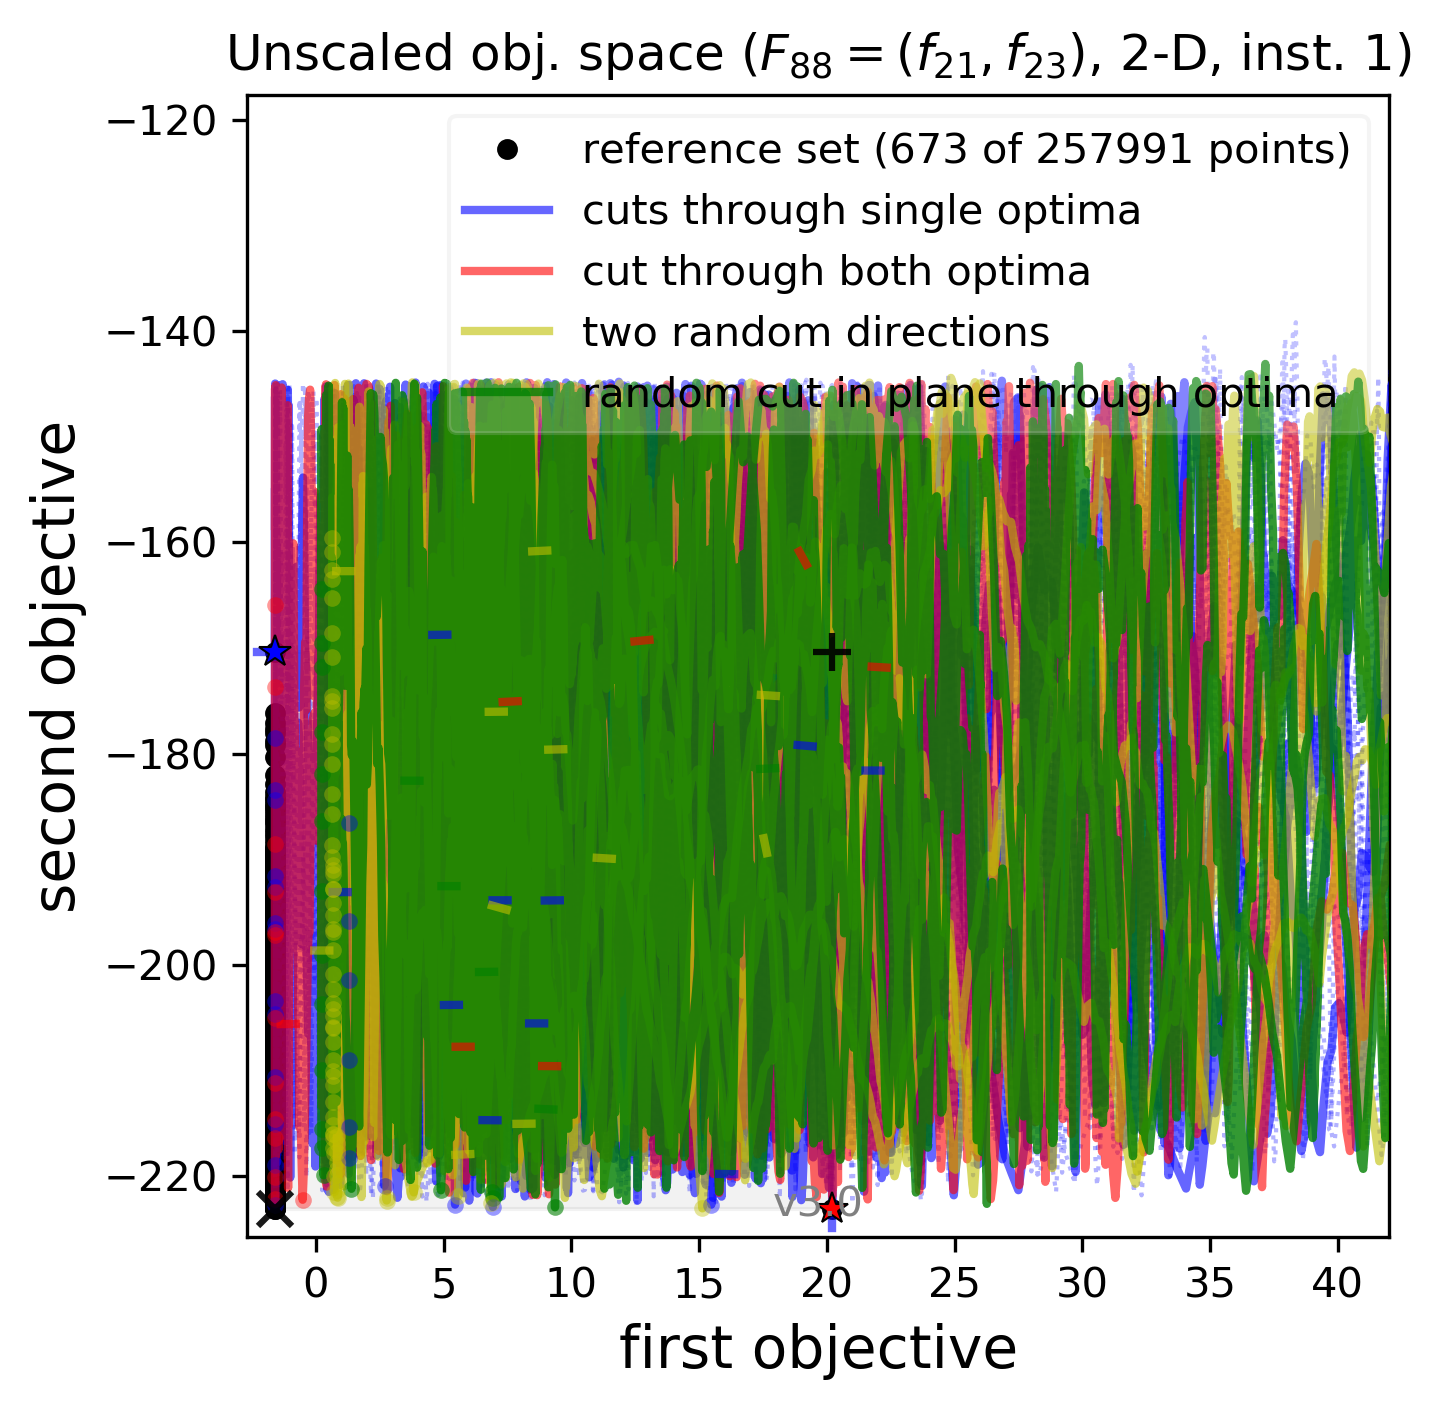 Unscaled obj. space (F₈₈ = (f₂₁, f₂₃), 2-D, inst. 1)
reference set (673 of 257991 points)
cuts through single optima
cut through both optima
two random directions
random cut in plane through optima
second objective
−120
−140
−160
−180
−200
−220
v3.0
0 5 10 15 20 25 30 35 40
first objective